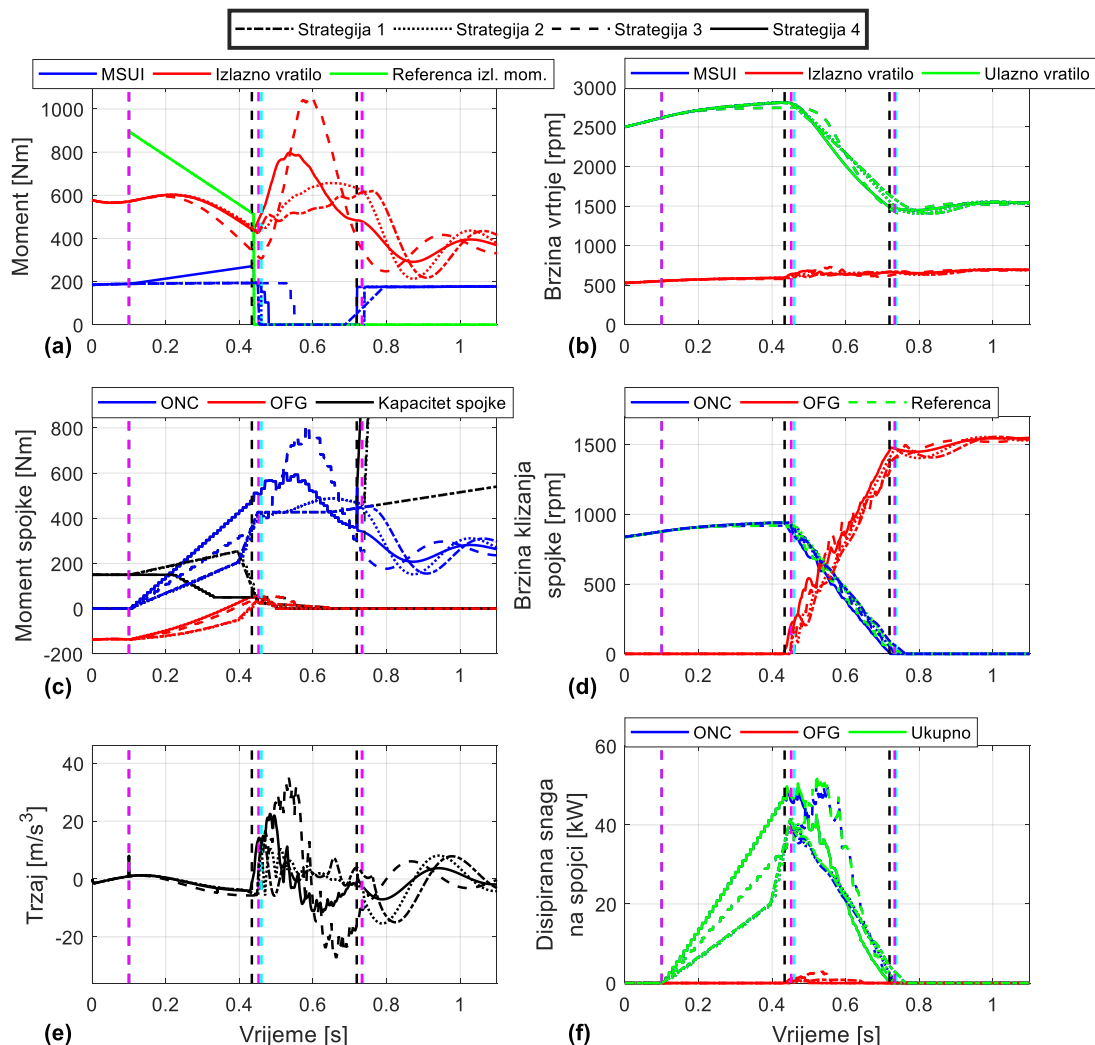 Strategija 1 Strategija 2 Strategija 3 Strategija 4
MSUI Izlazno vratilo Referenca izl. mom.
Moment [Nm]
1000
800
600
400
200
0
0 0.2 0.4 0.6 0.8 1
(a)
MSUI Izlazno vratilo Ulazno vratilo
Brzina vrtnje [rpm]
3000
2500
2000
1500
1000
500
0
0 0.2 0.4 0.6 0.8 1
(b)
ONC OFG Kapacitet spojke
Moment spojke [Nm]
800
600
400
200
0
-200
0 0.2 0.4 0.6 0.8 1
(c)
ONC OFG Referenca
Brzina klizanja
spojke [rpm]
1500
1000
500
0
0 0.2 0.4 0.6 0.8 1
(d)
Trzaj [m/s³]
40
20
0
-20
0 0.2 0.4 0.6 0.8 1
(e)
Vrijeme [s]
ONC OFG Ukupno
Disipirana snaga
na spojci [kW]
60
40
20
0
0 0.2 0.4 0.6 0.8 1
(f)
Vrijeme [s]